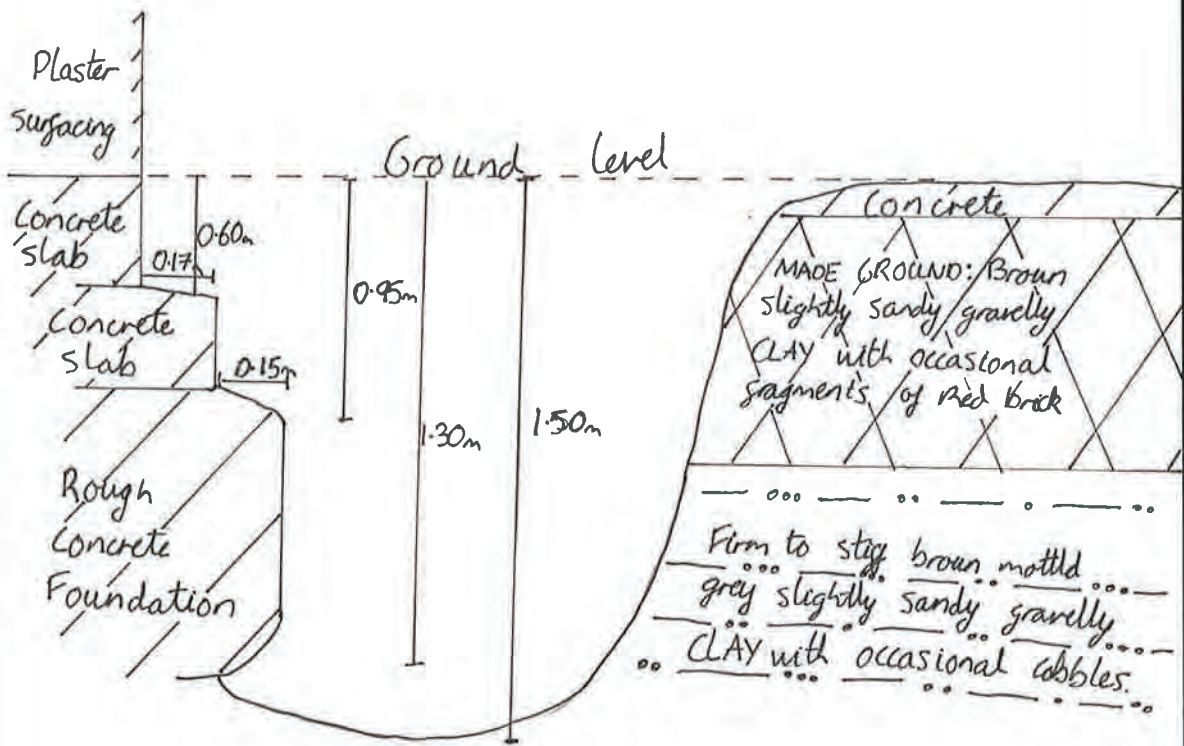 Plaster
surfacing
Ground level
Concrete
slab
0.60m
0.17
Concrete
slab
0.15m
0.95m
1.30m
1.50m
Rough
Concrete
Foundation
Concrete
MADE GROUND: Brown
slightly sandy gravelly
CLAY with occasional
fragments of Red Brick
Firm to stiff brown mottld
grey slightly sandy gravelly
CLAY with occasional cobbles.